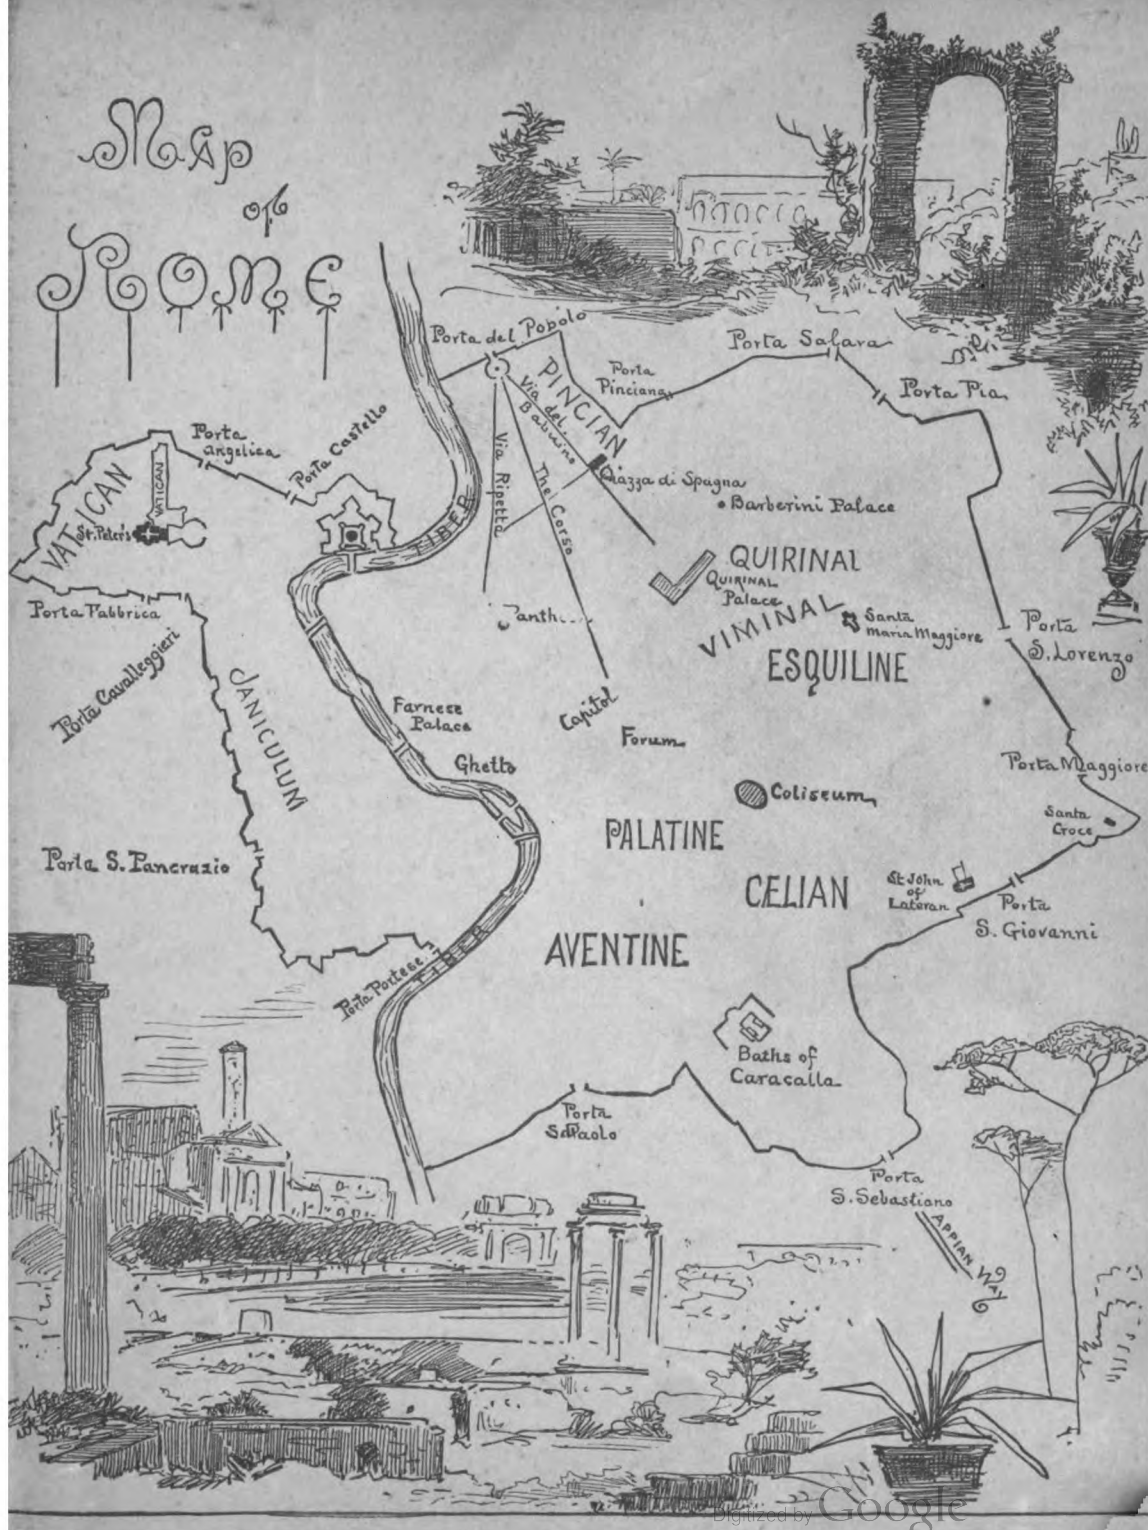 Map
of
ROME
Porta del Popolo
PINCIAN
Porta
Pinciana
Porta Salara
Porta Pia
Via del
Babuino
Via Ripetta
The Corso
Piazza di Spagna
Barberini Palace
Porta
Angelica
Porta Castello
VATICAN
VATICAN
St. Peter's
TIBER
QUIRINAL
QUIRINAL
Palace
VIMINAL
Santa
Maria Maggiore
ESQUILINE
Porta Fabbrica
Porta Cavalleggieri
JANICULUM
Panth
Porta
S. Lorenzo
Farnese
Palace
Capitol
Forum
Ghetto
Porta Maggiore
Coliseum
Santa
Croce
PALATINE
Porta S. Pancrazio
CELIAN
St John
of
Lateran
Porta
S. Giovanni
AVENTINE
TIBER
Porta Portese
Baths of
Caracalla
Porta
S. Paolo
Porta
S. Sebastiano
APPIAN WAY
Digitized by Google